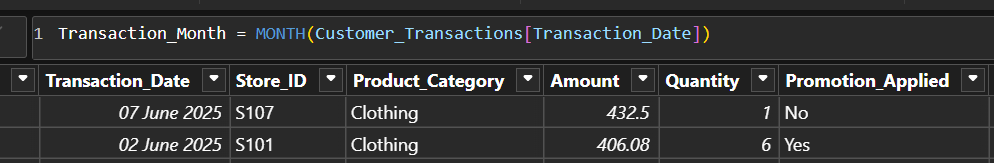 1 Transaction_Month = MONTH(Customer_Transactions[Transaction_Date])
Transaction_Date Store_ID Product_Category Amount Quantity Promotion_Applied
07 June 2025 S107 Clothing 432.5 1 No
02 June 2025 S101 Clothing 406.08 6 Yes